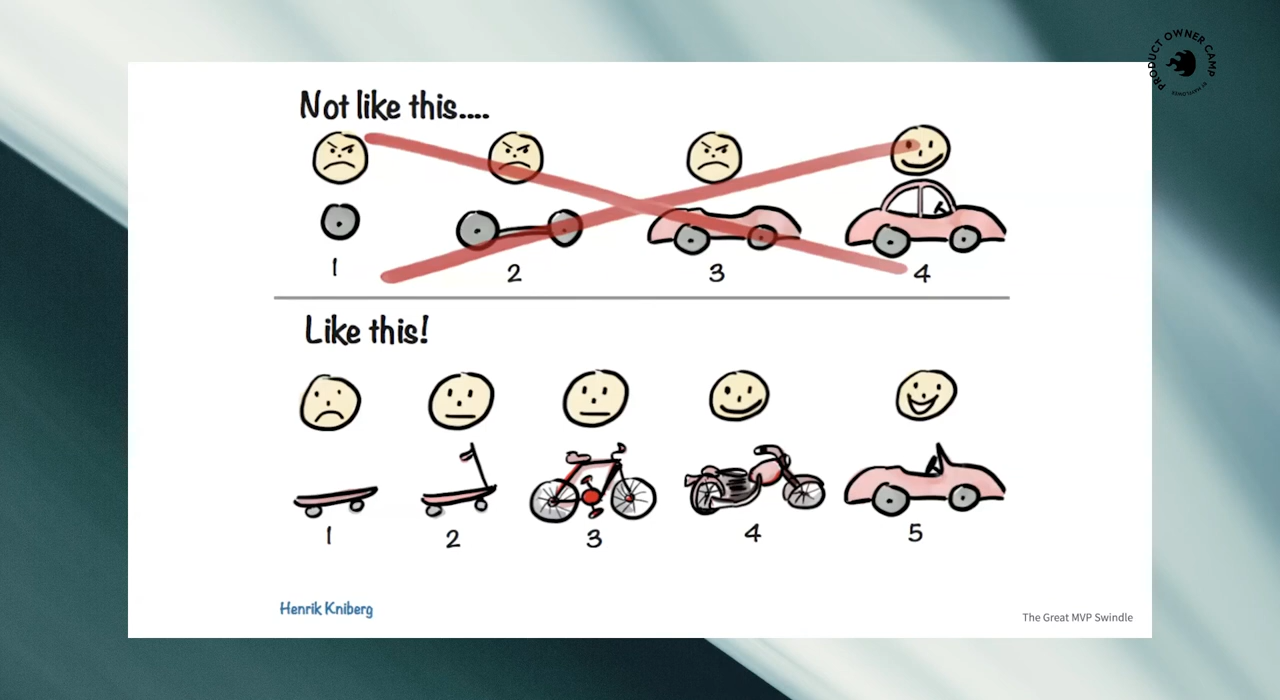 PRODUCT OWNER CAMP
Not like this....
1 2 3 4
Like this!
1 2 3 4 5
Henrik Kniberg
The Great MVP Swindle